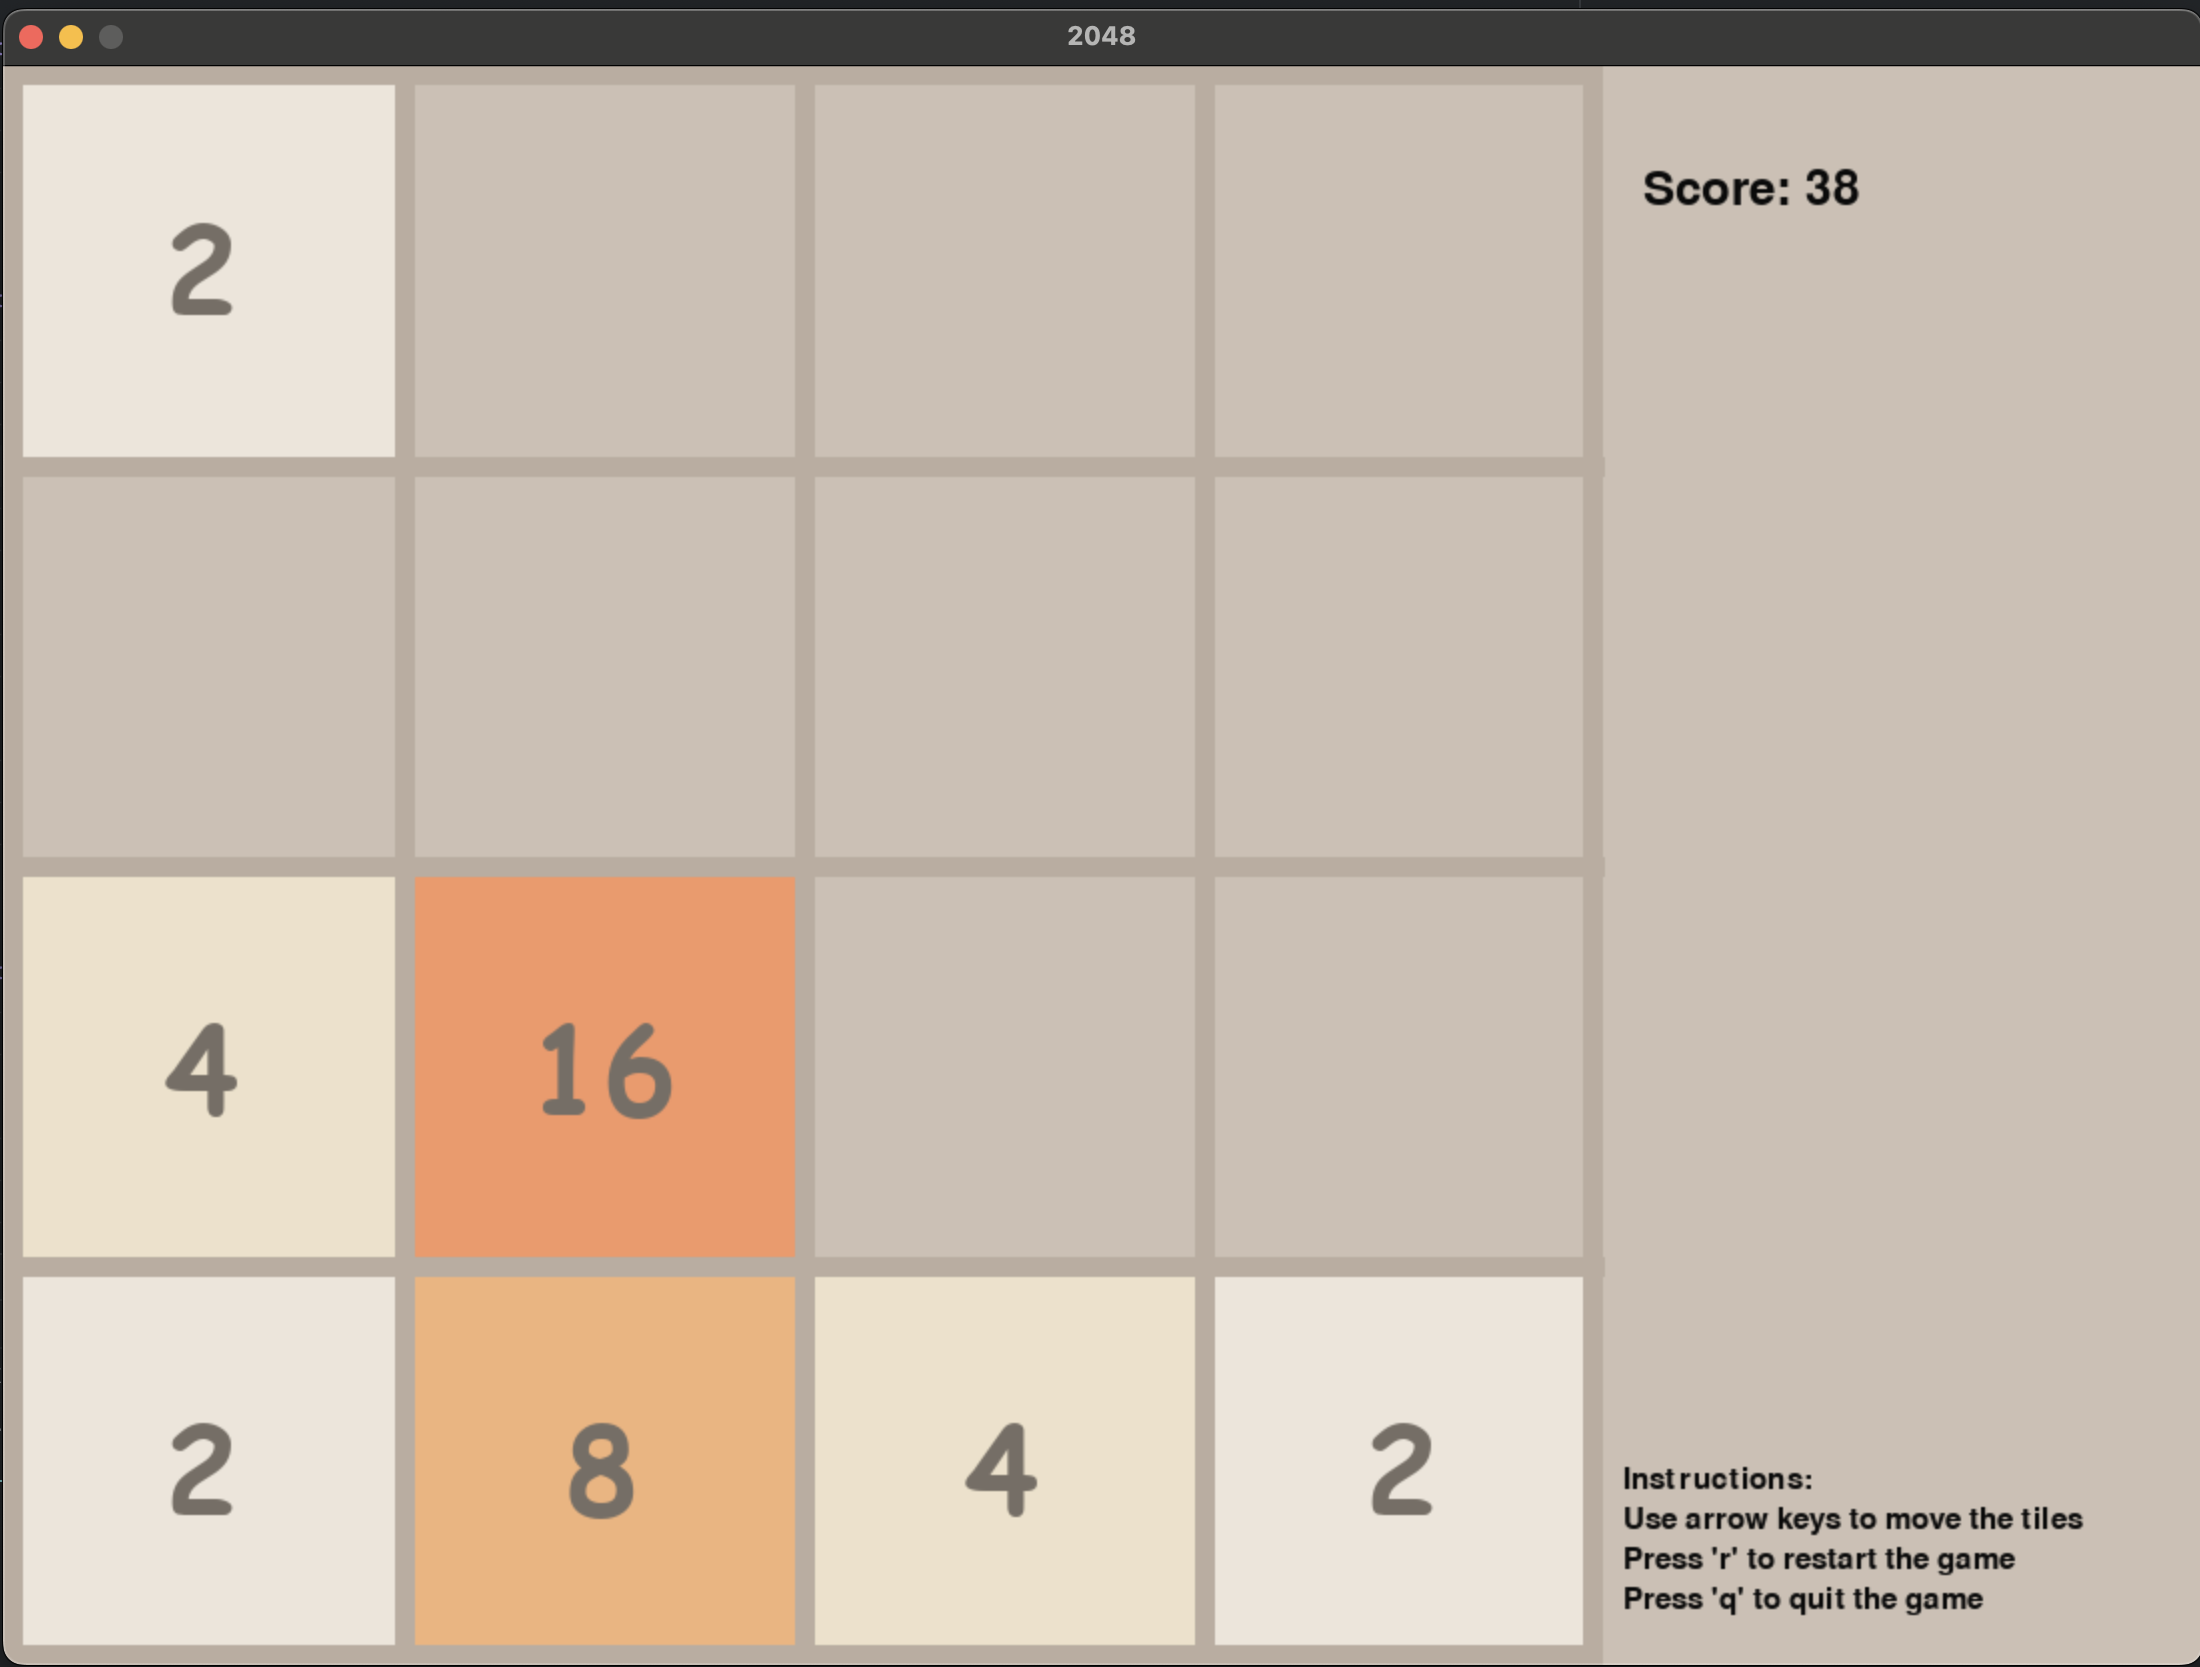 2048
2
Score: 38
4 16
2 8 4 2
Instructions:
Use arrow keys to move the tiles
Press 'r' to restart the game
Press 'q' to quit the game